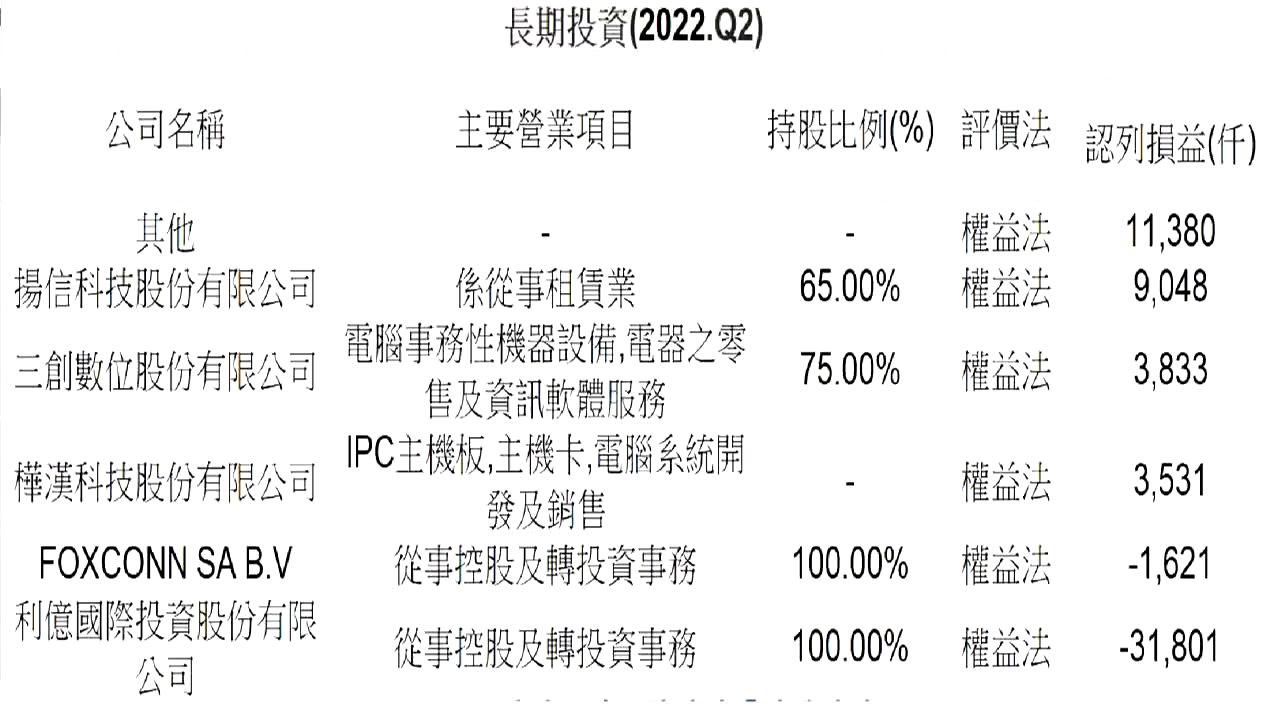 長期投資(2022.Q2)
公司名稱 主要營業項目 持股比例(%) 評價法 認列損益(仟)
其他 - - 權益法 11,380
揚信科技股份有限公司 係從事租賃業 65.00% 權益法 9,048
電腦事務性機器設備,電器之零
三創數位股份有限公司 75.00% 權益法 3,833
售及資訊軟體服務
IPC主機板,主機卡,電腦系統開
樺漢科技股份有限公司 - 權益法 3,531
發及銷售
FOXCONN SA B.V 從事控股及轉投資事務 100.00% 權益法 -1,621
利億國際投資股份有限
從事控股及轉投資事務 100.00% 權益法 -31,801
公司